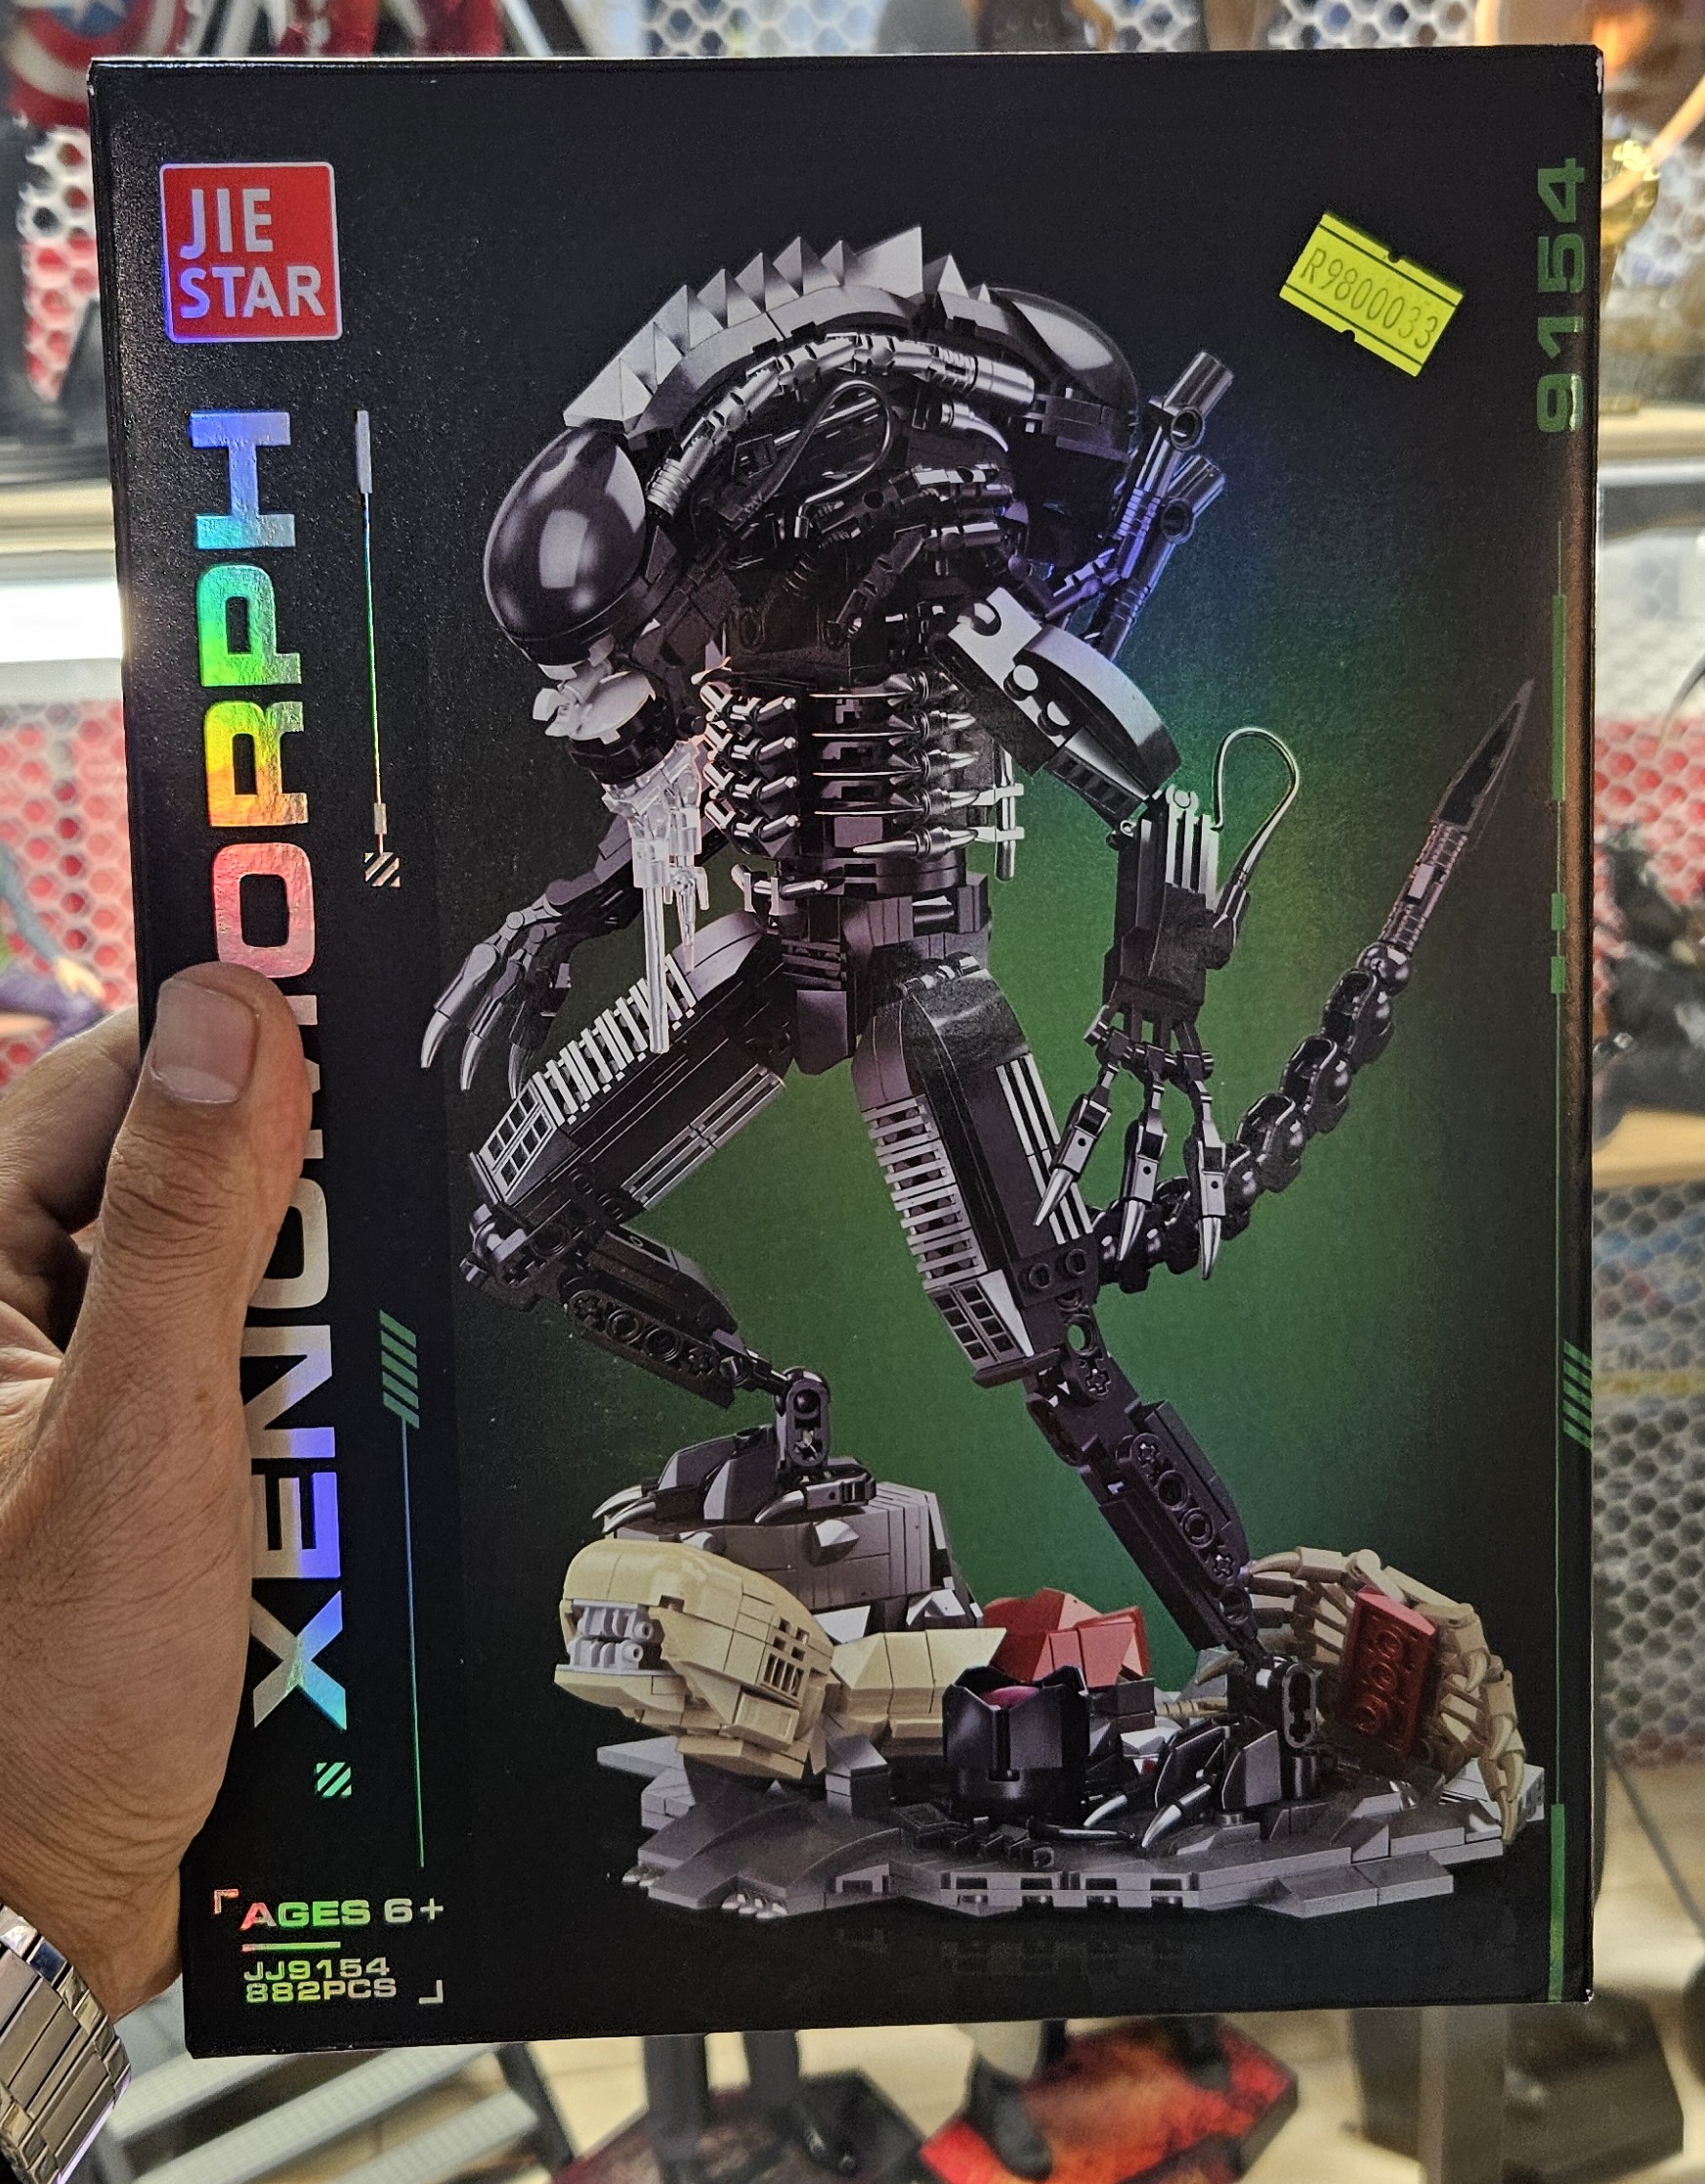 JIE
STAR
XENOMORPH
R9800033
9154
AGES 6+
JJ9154
882PCS